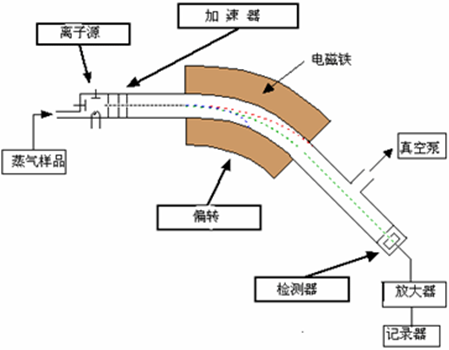 离子源
加 速 器
电磁铁
蒸气样品
真空泵
偏转
检测器
放大器
记录器